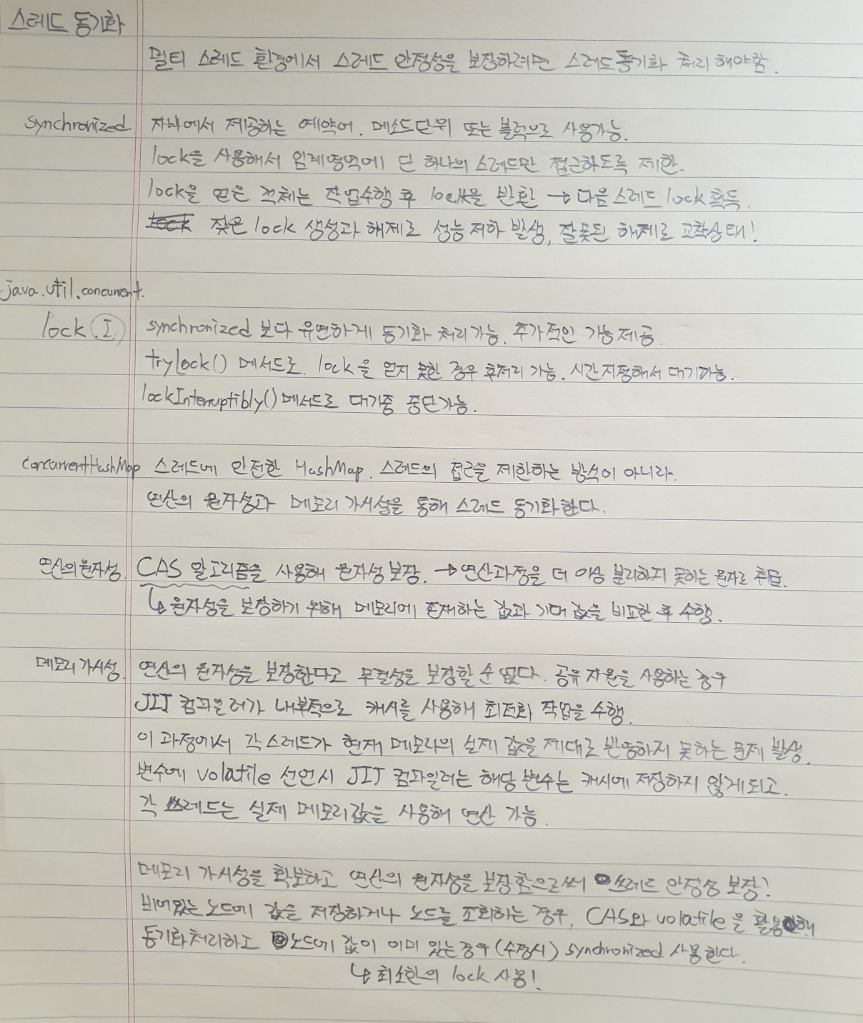 스레드 동기화
멀티 스레드 환경에서 스레드 안정성을 보장하려면 스레드 동기화 처리 해야함.
synchronized 자바에서 제공하는 예약어. 메소드단위 또는 블럭으로 사용가능.
lock을 사용해서 임계영역에 단 하나의 스레드만 접근하도록 제한.
lock을 얻은 객체는 작업수행 후 lock을 반환 → 다음 스레드 lock 획득.
잦은 lock 생성과 해제로 성능저하 발생, 잘못된 해제로 교착상태!
java.util.concurrent.
lock (I) synchronized 보다 유연하게 동기화 처리가능. 추가적인 기능제공.
trylock() 메서드로. lock을 얻지 못한 경우 후처리 가능. 시간지정해서 대기가능.
lockInterruptibly() 메서드로 대기중 중단가능.
ConcurrentHashMap 스레드에 안전한 HashMap. 스레드의 접근을 제한하는 방식이 아니라.
연산의 원자성과 메모리 가시성을 통해 스레드 동기화한다.
연산의원자성. CAS 알고리즘을 사용해 원자성 보장. → 연산과정을 더 이상 분리하지 못하는 원자로 취급.
↳ 원자성을 보장하기 위해 메모리에 존재하는 값과 기대 값을 비교한 후 수행.
메모리가시성. 연산의 원자성을 보장한다고 무결성을 보장할 순 없다. 공유 자원을 사용하는 경우
JIT 컴파일러가 내부적으로 캐시를 사용해 최적화 작업을 수행.
이 과정에서 각 스레드가 현재 메모리의 실제 값을 제대로 반영하지 못하는 문제 발생.
변수에 volatile 선언시 JIT 컴파일러는 해당 변수는 캐시에 저장하지 않게되고.
각 쓰레드는 실제 메모리값을 사용해 연산 가능.
메모리 가시성을 확보하고 연산의 원자성을 보장함으로써 쓰레드 안정성 보장!
비어있는 노드에 값을 저장하거나 노드를 조회하는 경우, CAS와 volatile을 활용해
동기화처리하고 노드에 값이 이미 있는 경우(수정시) synchronized 사용한다.
↳ 최소한의 lock 사용!